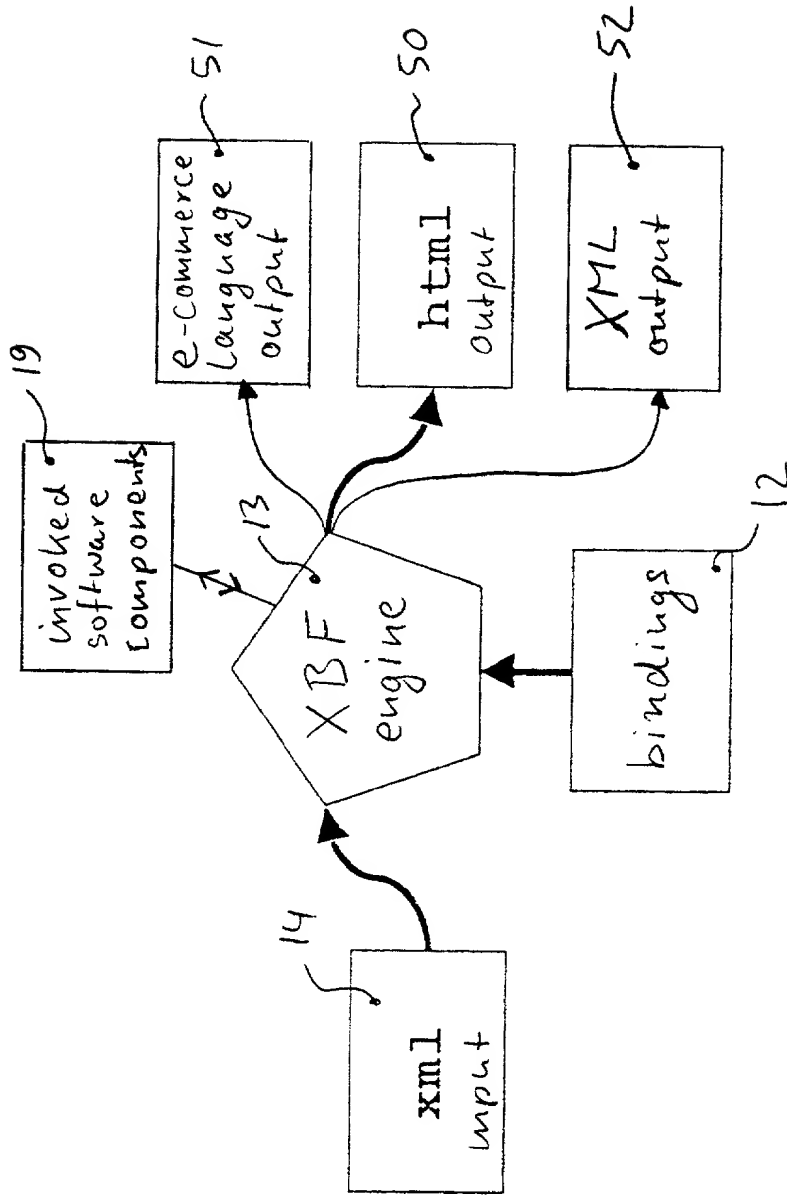 19
invoked
software
components
51
e-commerce
Language
output
50
html
output
52
XML
output
13
XBF
engine
14
xml
input
12
bindings